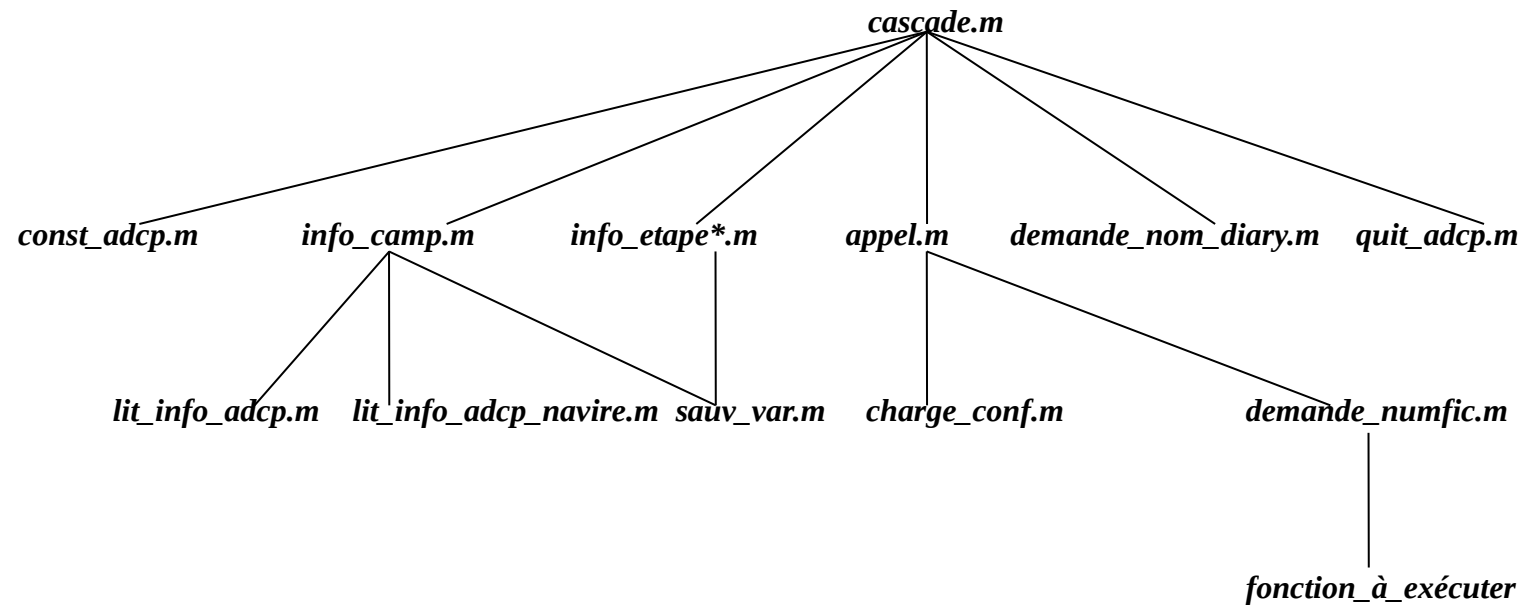 cascade.m
const_adcp.m info_camp.m info_etape*.m appel.m demande_nom_diary.m quit_adcp.m
lit_info_adcp.m lit_info_adcp_navire.m sauv_var.m charge_conf.m demande_numfic.m
fonction_à_exécuter